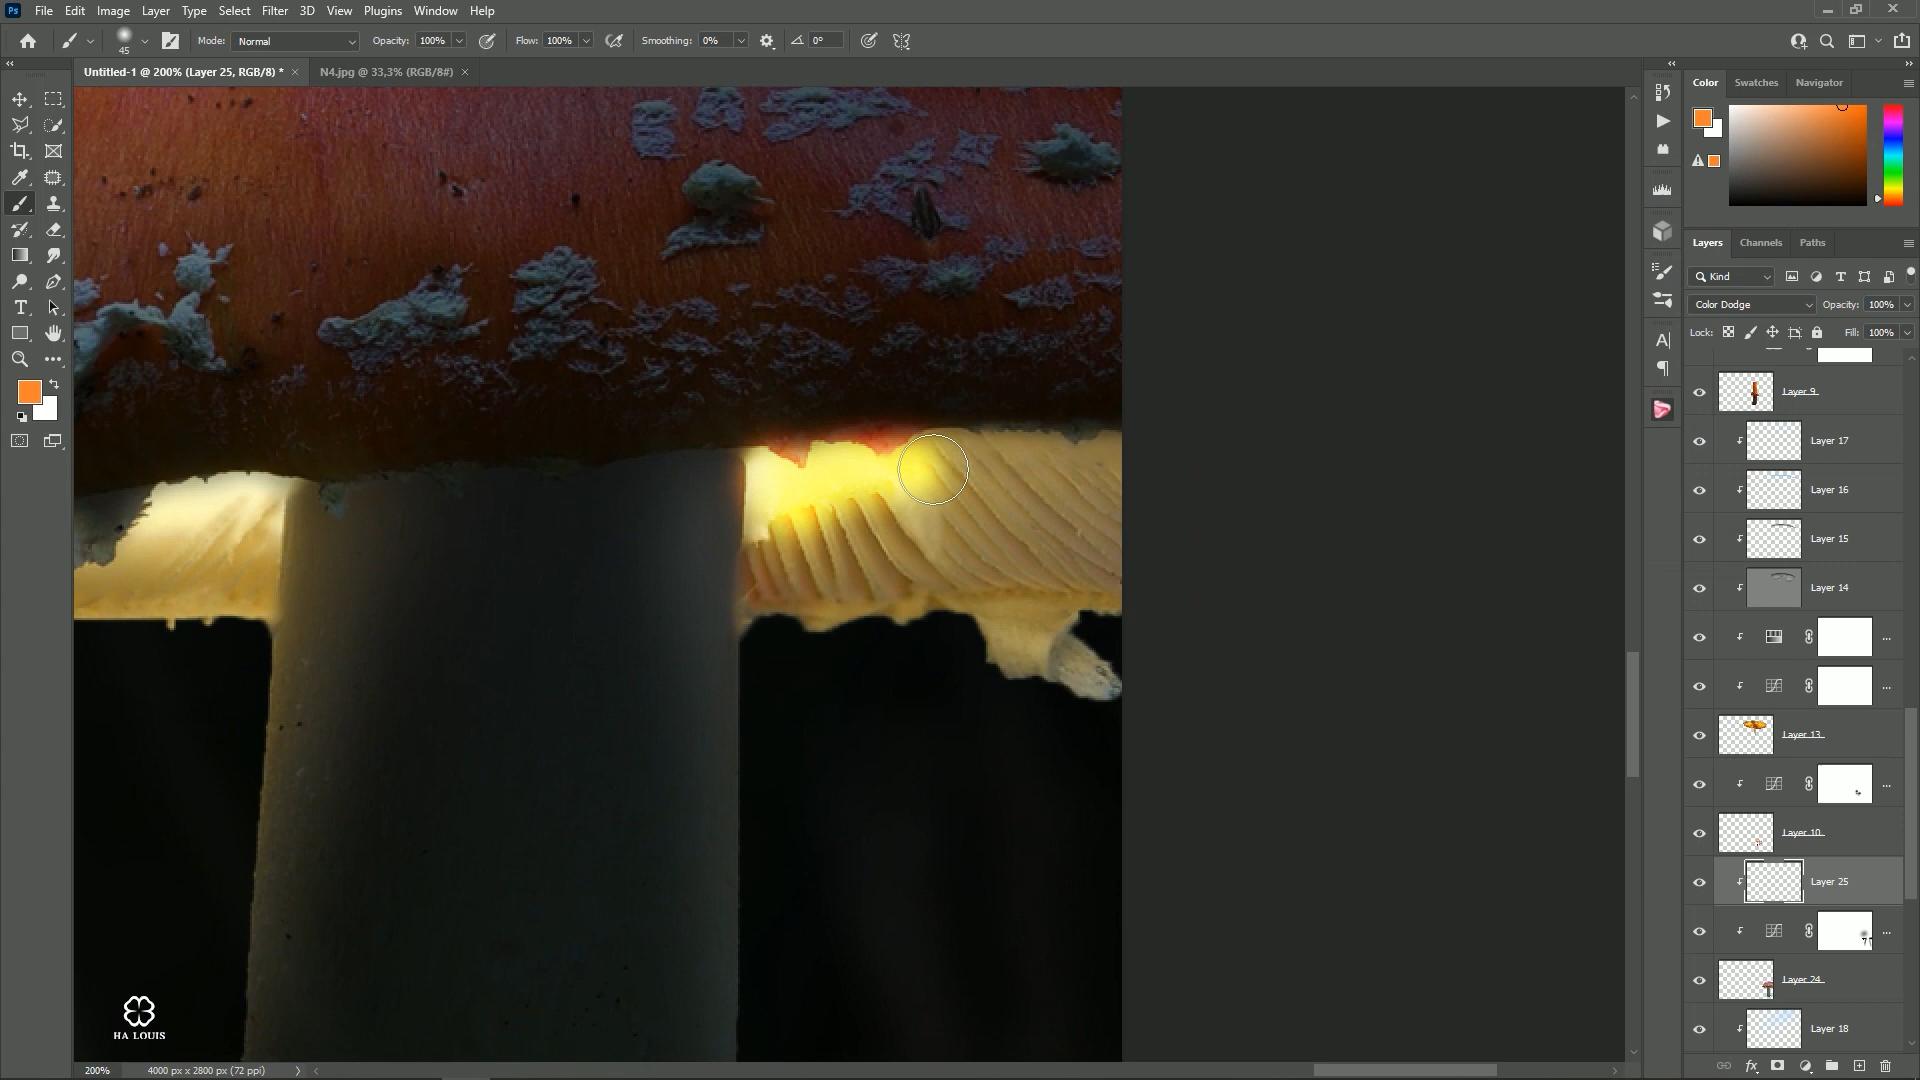 Ps File Edit Image Layer Type Select Filter 3D View Plugins Window Help
45 Mode: Normal Opacity: 100% Flow: 100% Smoothing: 0% 0°
Untitled-1 @ 200% (Layer 25, RGB/8) * × N4.jpg @ 33,3% (RGB/8#) ×
Color Swatches Navigator
Layers Channels Paths
Kind
Color Dodge Opacity: 100%
Lock: Fill: 100%
Layer 9
Layer 17
Layer 16
Layer 15
Layer 14
Layer 13
Layer 10
Layer 25
Layer 24
Layer 18
HA LOUIS
200% 4000 px x 2800 px (72 ppi)